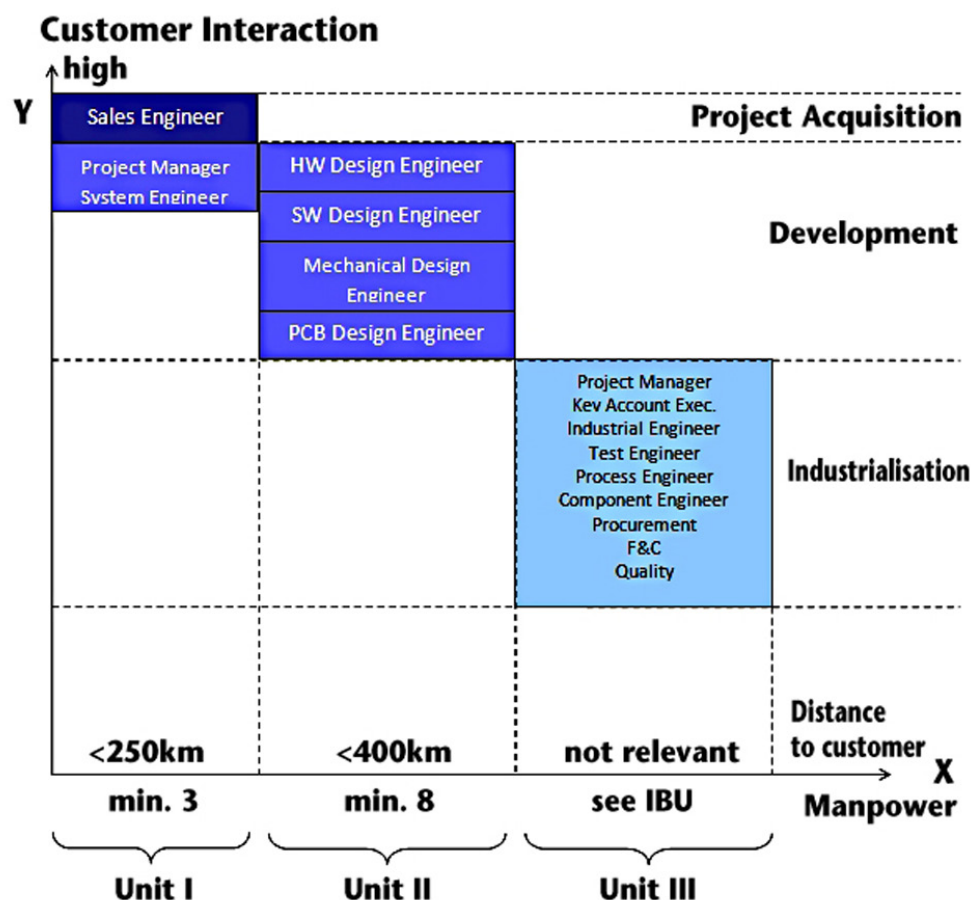 Customer Interaction
high
Y
Sales Engineer
Project Acquisition
Project Manager
System Engineer
HW Design Engineer
SW Design Engineer
Mechanical Design
Engineer
PCB Design Engineer
Development
Project Manager
Key Account Exec.
Industrial Engineer
Test Engineer
Process Engineer
Component Engineer
Procurement
F&C
Quality
Industrialisation
<250km
<400km
not relevant
Distance
to customer
X
min. 3
min. 8
see IBU
Manpower
Unit I
Unit II
Unit III